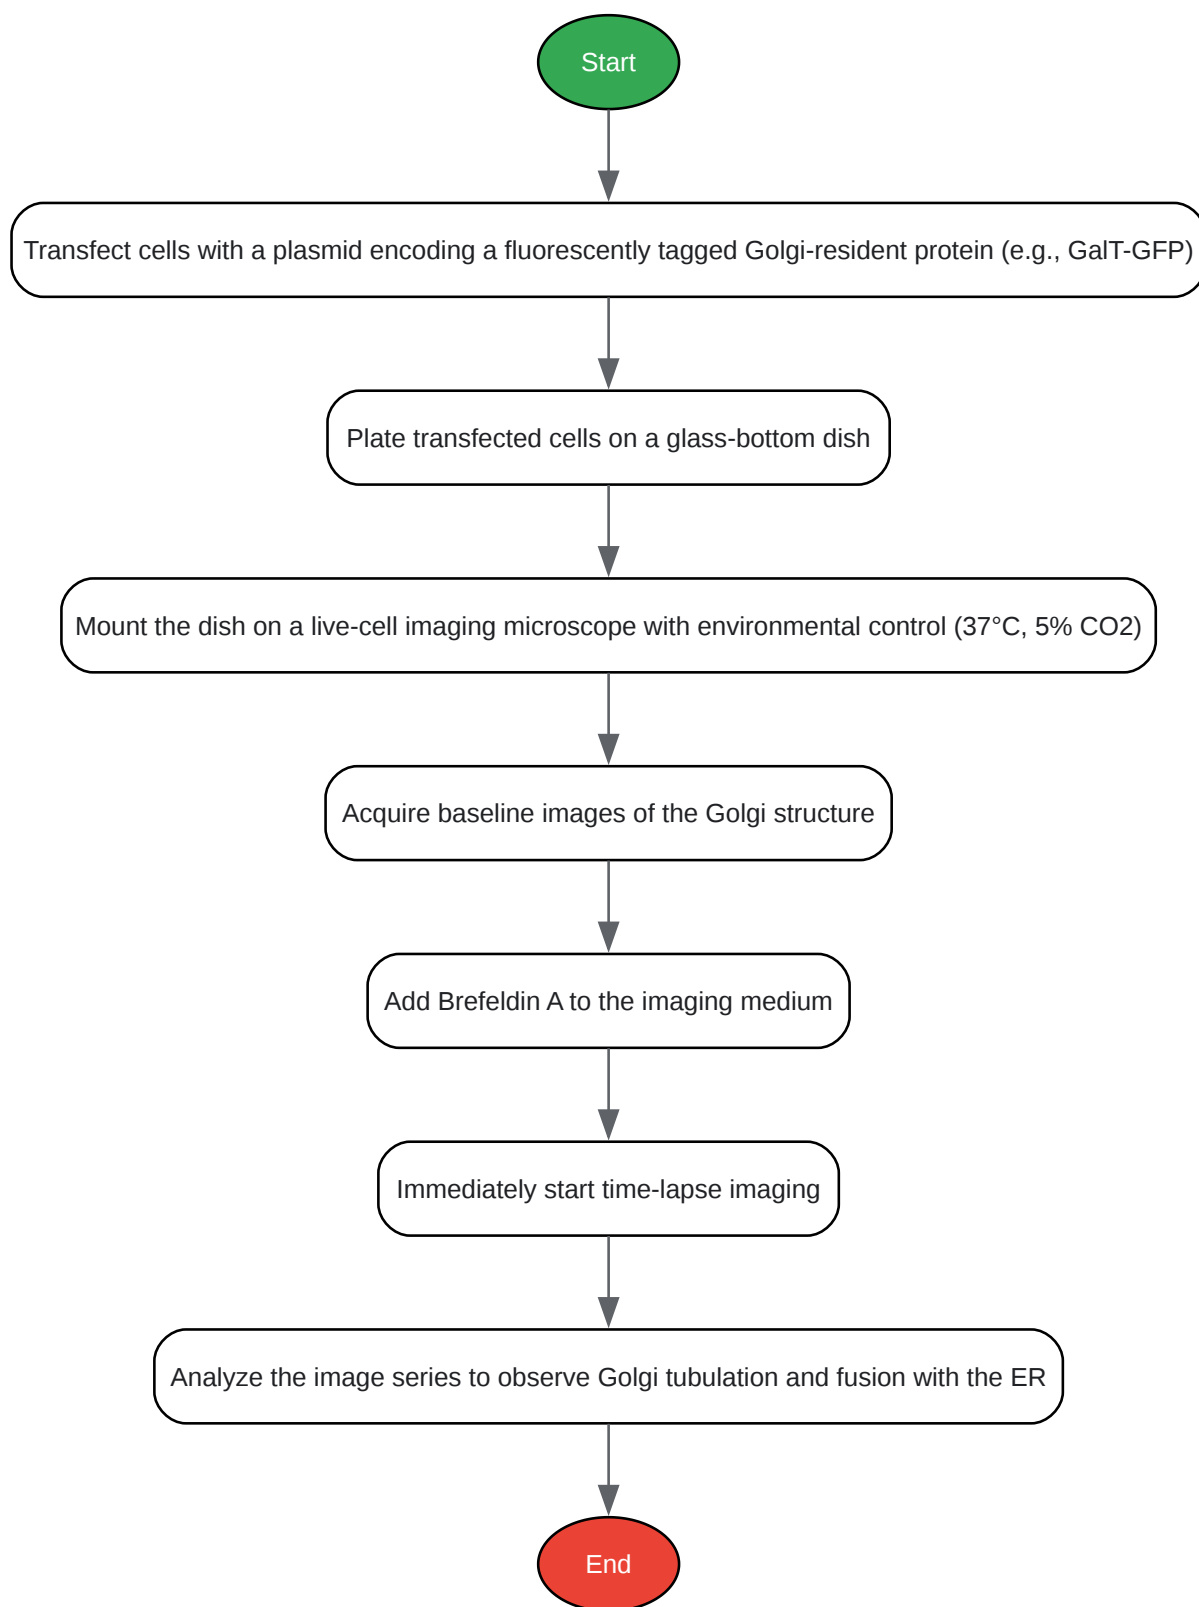 Start
Transfect cells with a plasmid encoding a fluorescently tagged Golgi-resident protein (e.g., GalT-GFP)
Plate transfected cells on a glass-bottom dish
Mount the dish on a live-cell imaging microscope with environmental control (37°C, 5% CO2)
Acquire baseline images of the Golgi structure
Add Brefeldin A to the imaging medium
Immediately start time-lapse imaging
Analyze the image series to observe Golgi tubulation and fusion with the ER
End